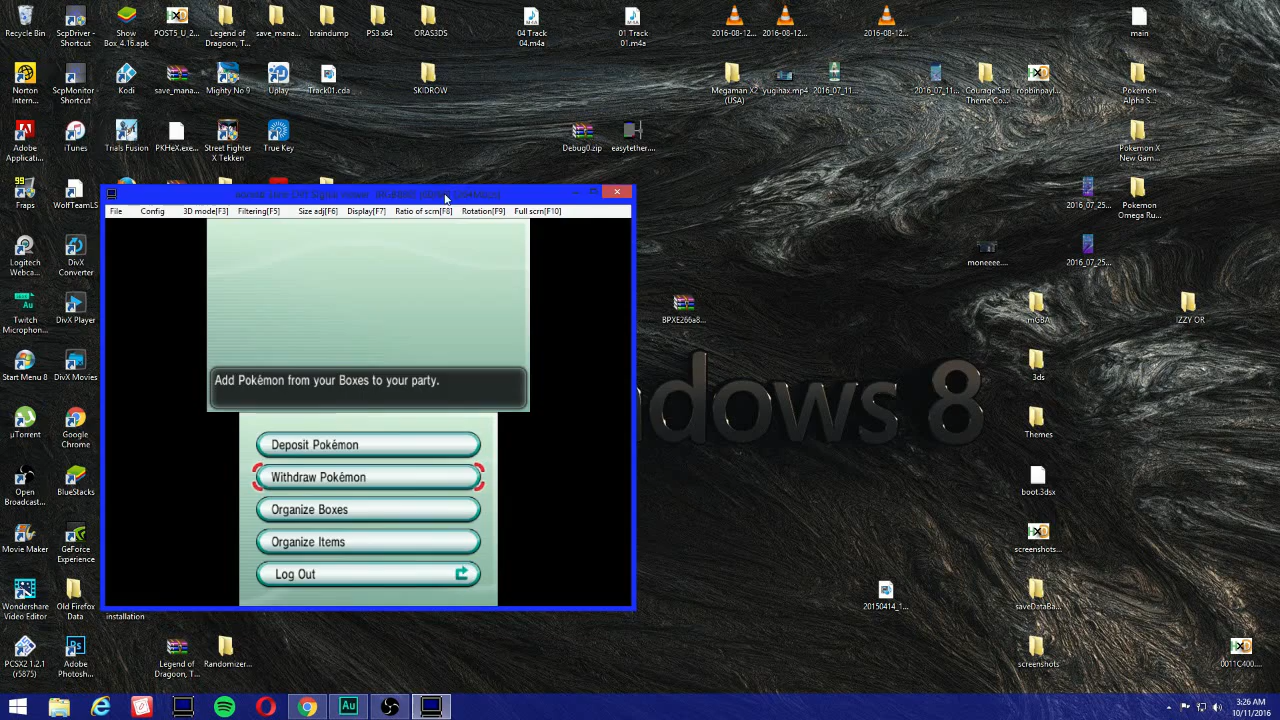 Recycle Bin
ScpDriver - Shortcut
Show Box_4.16.apk
POST5_U_2...
Legend of Dragoon, T...
save_mana...
braindump
PS3 x64
ORAS3DS
04 Track 04.m4a
01 Track 01.m4a
2016-08-12...
2016-08-12...
2016-08-12...
main
Norton Intern...
ScpMonitor - Shortcut
Kodi
save_mana...
Mighty No 9
Uplay
Track01.cda
SKIDROW
Megaman X2 (USA)
yugihax.mp4
2016_07_11...
2016_07_11...
Courage Sad Theme Co...
ropbinpayl...
Pokemon Alpha S...
Adobe Applicati...
iTunes
Trials Fusion
PKHeX.exe...
Street Fighter X Tekken
True Key
Debug0.zip
easytether...
Pokemon X New Gam...
Fraps
WolfTeamLS
2016_07_25...
Pokemon Omega Ru...
File
Config
3D mode[F3]
Filtering[F5]
Size adj[F6]
Display[F7]
Ratio of scrn[F8]
Rotation[F9]
Full scrn[F10]
Logitech Webca...
DivX Converter
moneeee....
2016_07_25...
Twitch Microphon...
DivX Player
BPXE266a8...
mGBA
IZZY OR
Start Menu 8
DivX Movies
3ds
Add Pokémon from your Boxes to your party.
ndows 8
µTorrent
Google Chrome
Themes
Deposit Pokémon
Withdraw Pokémon
Organize Boxes
Organize Items
Log Out
Open Broadcast...
BlueStacks
boot.3dsx
Movie Maker
GeForce Experience
screenshots...
Wondershare Video Editor
Old Firefox Data
installation
20150414_1...
saveDataBa...
PCSX2 1.2.1 (r5875)
Adobe Photosh...
Legend of Dragoon, T...
Randomizer...
screenshots
0011C400....
3:26 AM
10/11/2016